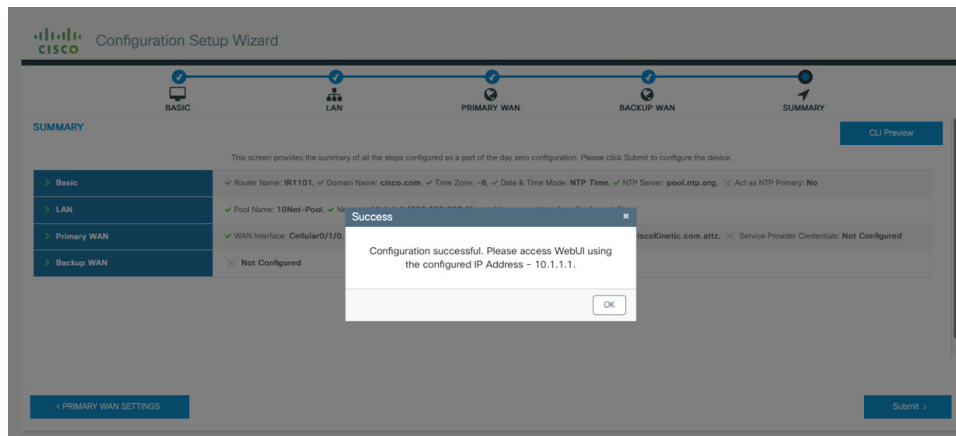 CISCO
Configuration Setup Wizard
BASIC
LAN
PRIMARY WAN
BACKUP WAN
SUMMARY
SUMMARY
CLI Preview
This screen provides the summary of all the steps configured as a part of the day zero configuration. Please click Submit to configure the device.
> Basic
Router Name: IR1101, Domain Name: cisco.com, Time Zone: -6, Date & Time Mode: NTP Time, NTP Server: pool.ntp.org, Act as NTP Primary: No
> LAN
Pool Name: 10Net-Pool,
> Primary WAN
WAN Interface: Cellular0/1/0, iscoKinetic.com.attz, Service Provider Credentials: Not Configured
> Backup WAN
Not Configured
Success
Configuration successful. Please access WebUI using
the configured IP Address - 10.1.1.1.
OK
< PRIMARY WAN SETTINGS
Submit >